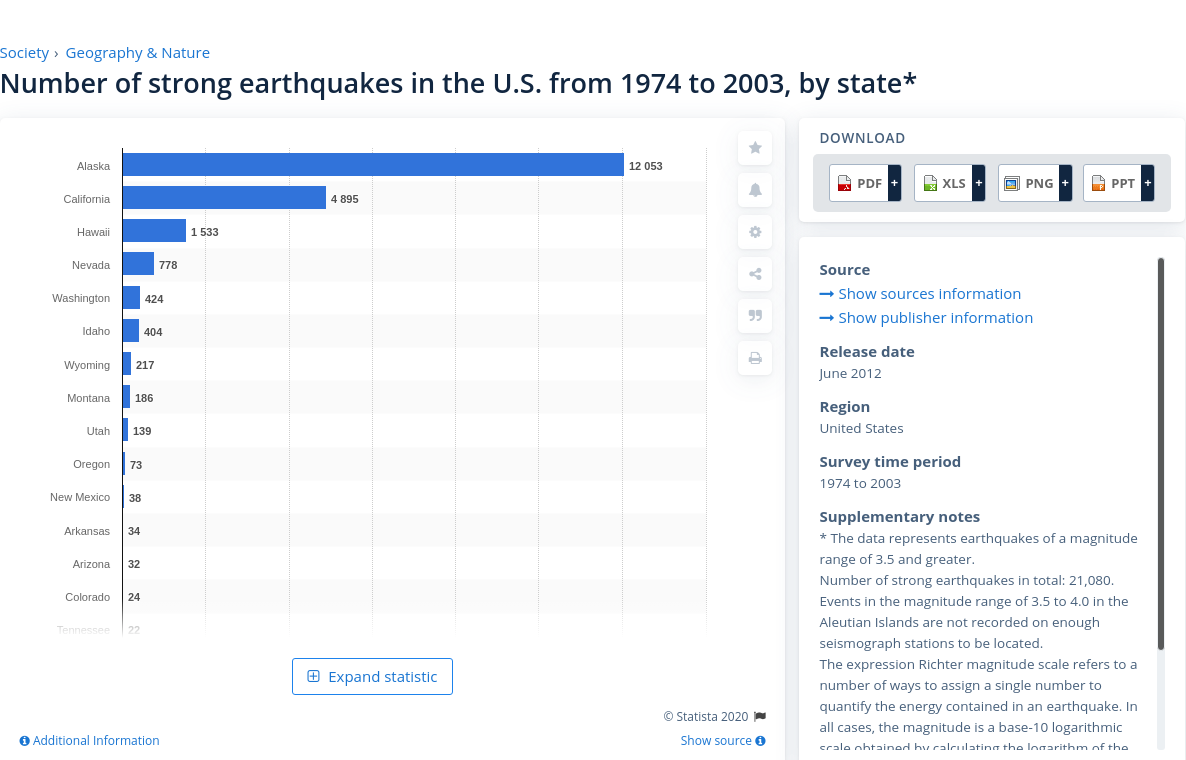 Society › Geography & Nature
Number of strong earthquakes in the U.S. from 1974 to 2003, by state*
Alaska 12 053
California 4 895
Hawaii 1 533
Nevada 778
Washington 424
Idaho 404
Wyoming 217
Montana 186
Utah 139
Oregon 73
New Mexico 38
Arkansas 34
Arizona 32
Colorado 24
Tennessee 22
Expand statistic
© Statista 2020
Additional Information
Show source
DOWNLOAD
PDF + XLS + PNG + PPT +
Source
Show sources information
Show publisher information
Release date
June 2012
Region
United States
Survey time period
1974 to 2003
Supplementary notes
* The data represents earthquakes of a magnitude
range of 3.5 and greater.
Number of strong earthquakes in total: 21,080.
Events in the magnitude range of 3.5 to 4.0 in the
Aleutian Islands are not recorded on enough
seismograph stations to be located.
The expression Richter magnitude scale refers to a
number of ways to assign a single number to
quantify the energy contained in an earthquake. In
all cases, the magnitude is a base-10 logarithmic
scale obtained by calculating the logarithm of the